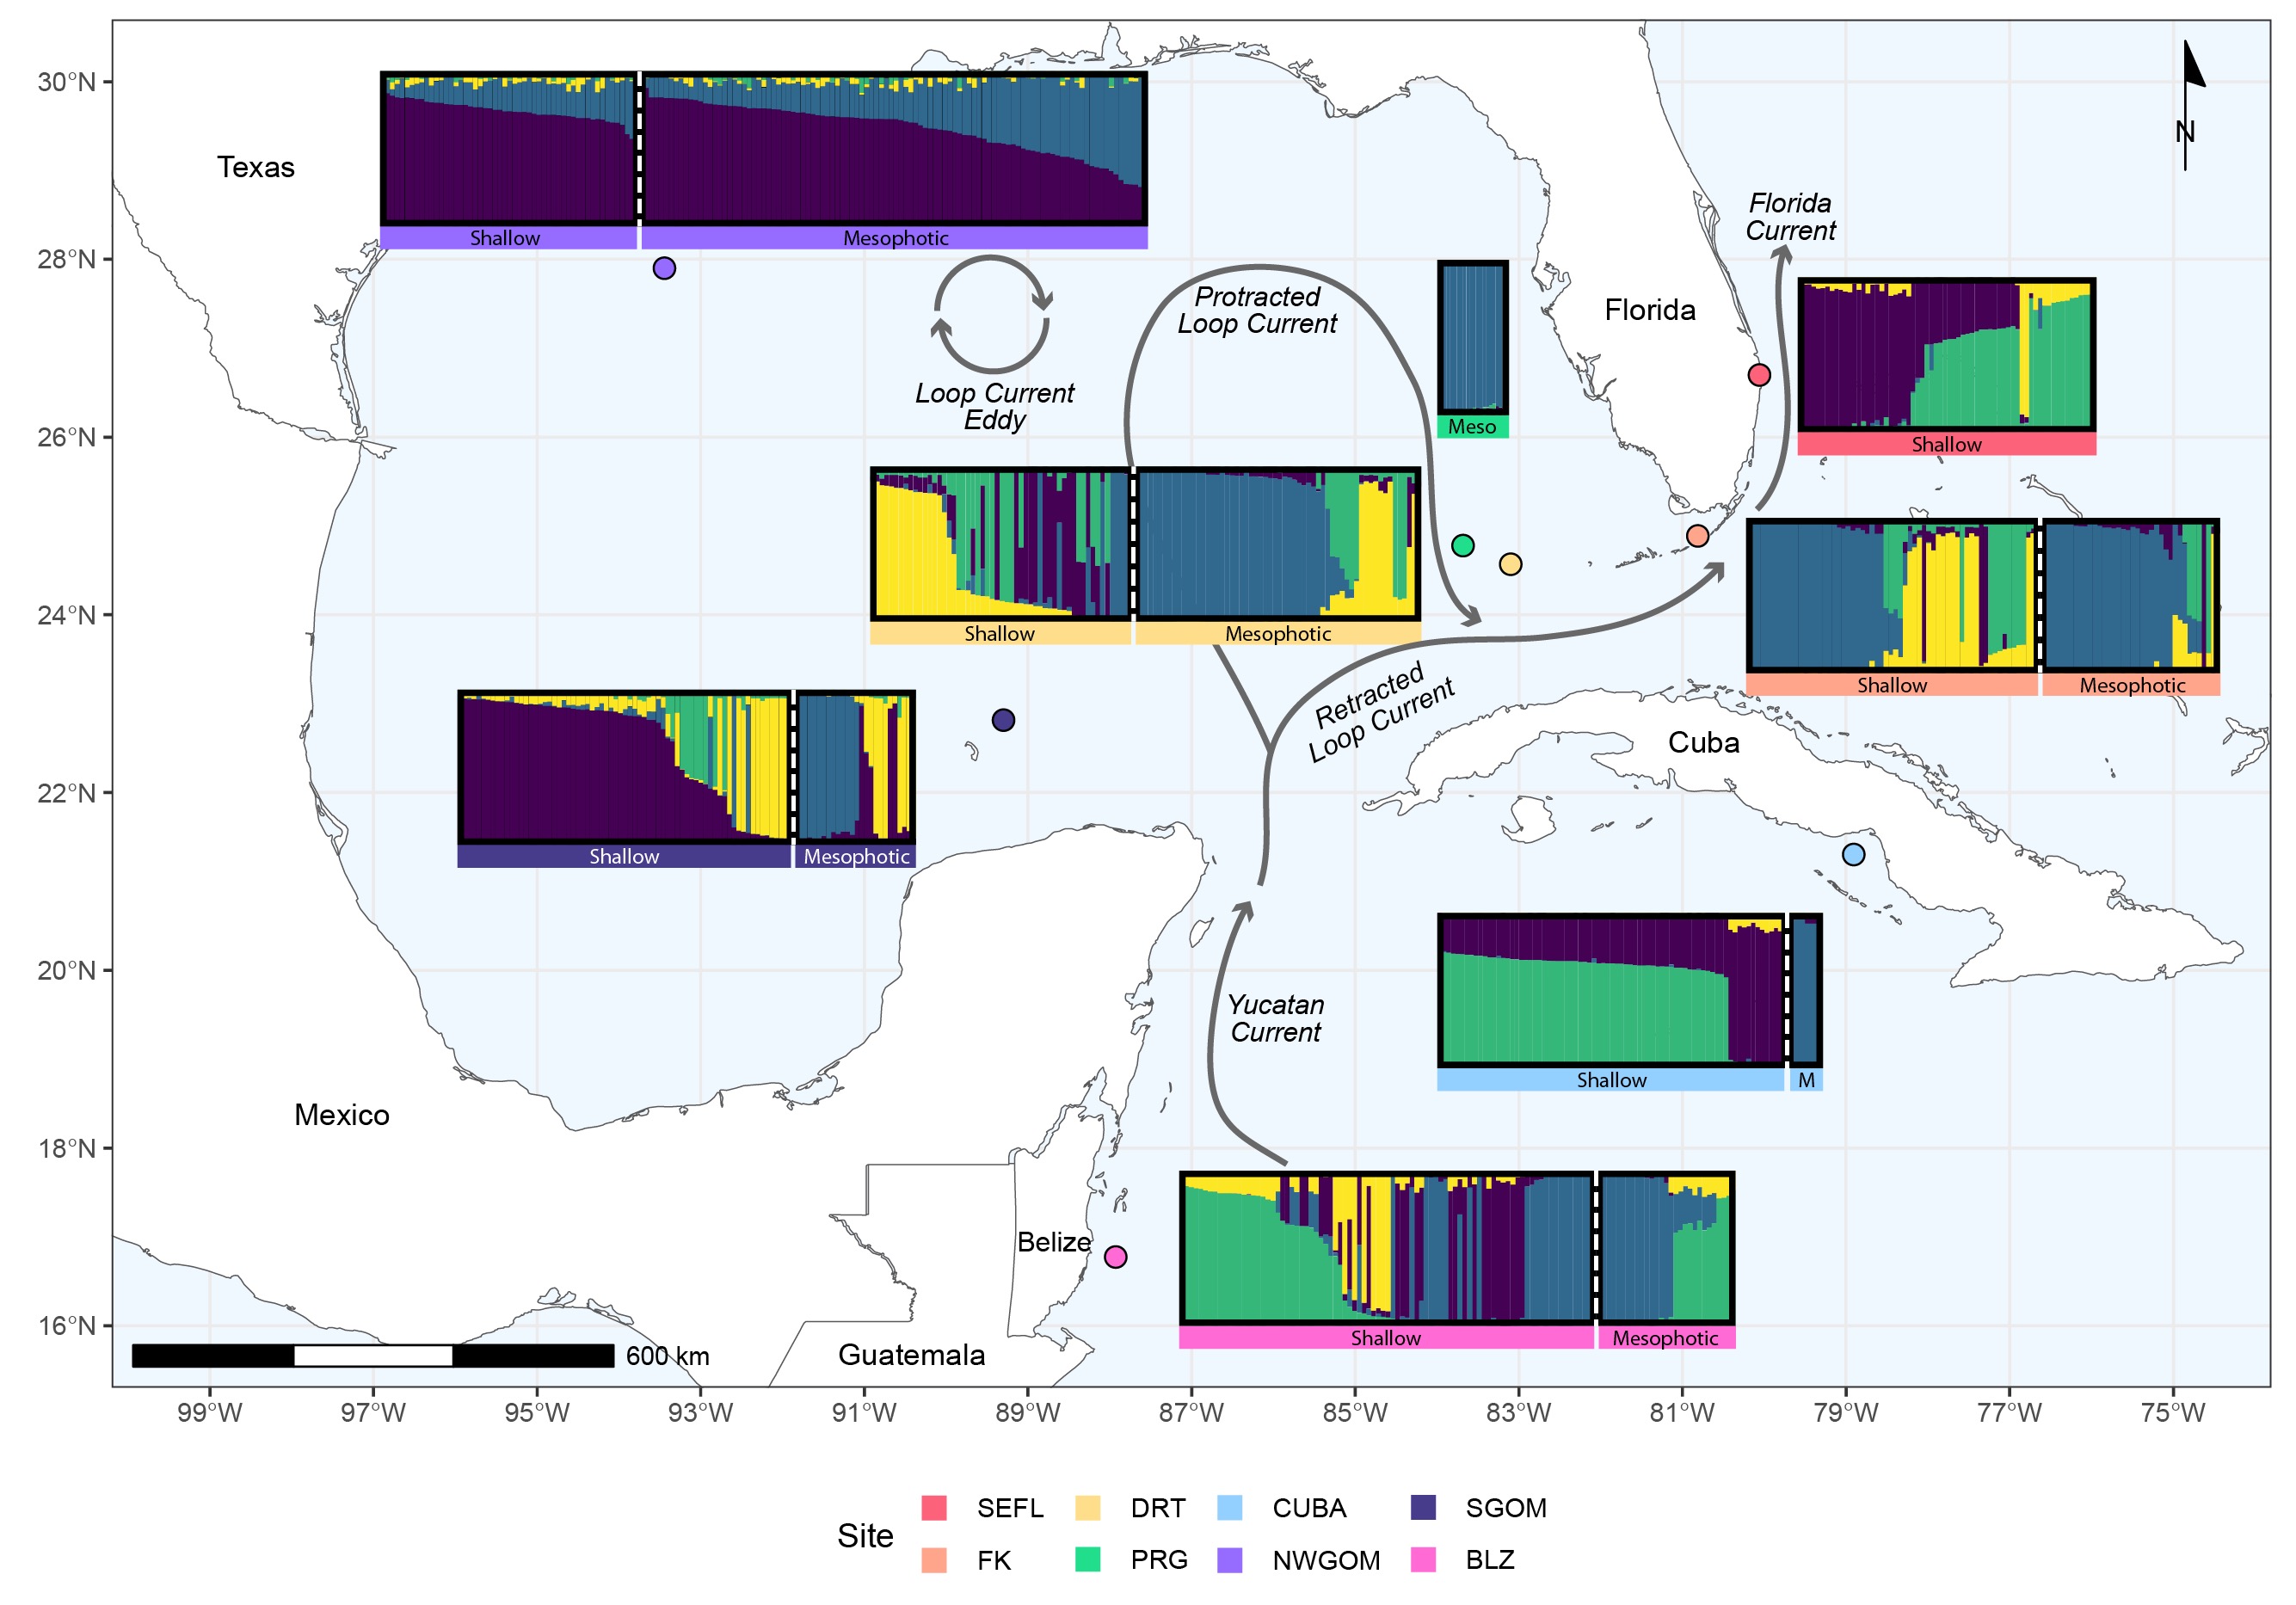 30°N
28°N
26°N
24°N
22°N
20°N
18°N
16°N
Texas
Shallow
Mesophotic
N
Florida
Current
Protracted
Loop Current
Florida
Meso
Loop Current
Eddy
Shallow
Shallow
Mesophotic
Shallow
Mesophotic
Retracted
Loop Current
Cuba
Shallow
Mesophotic
Yucatan
Current
Shallow
M
Mexico
Belize
Shallow
Mesophotic
Guatemala
600 km
99°W
97°W
95°W
93°W
91°W
89°W
87°W
85°W
83°W
81°W
79°W
77°W
75°W
Site
SEFL
DRT
CUBA
SGOM
FK
PRG
NWGOM
BLZ